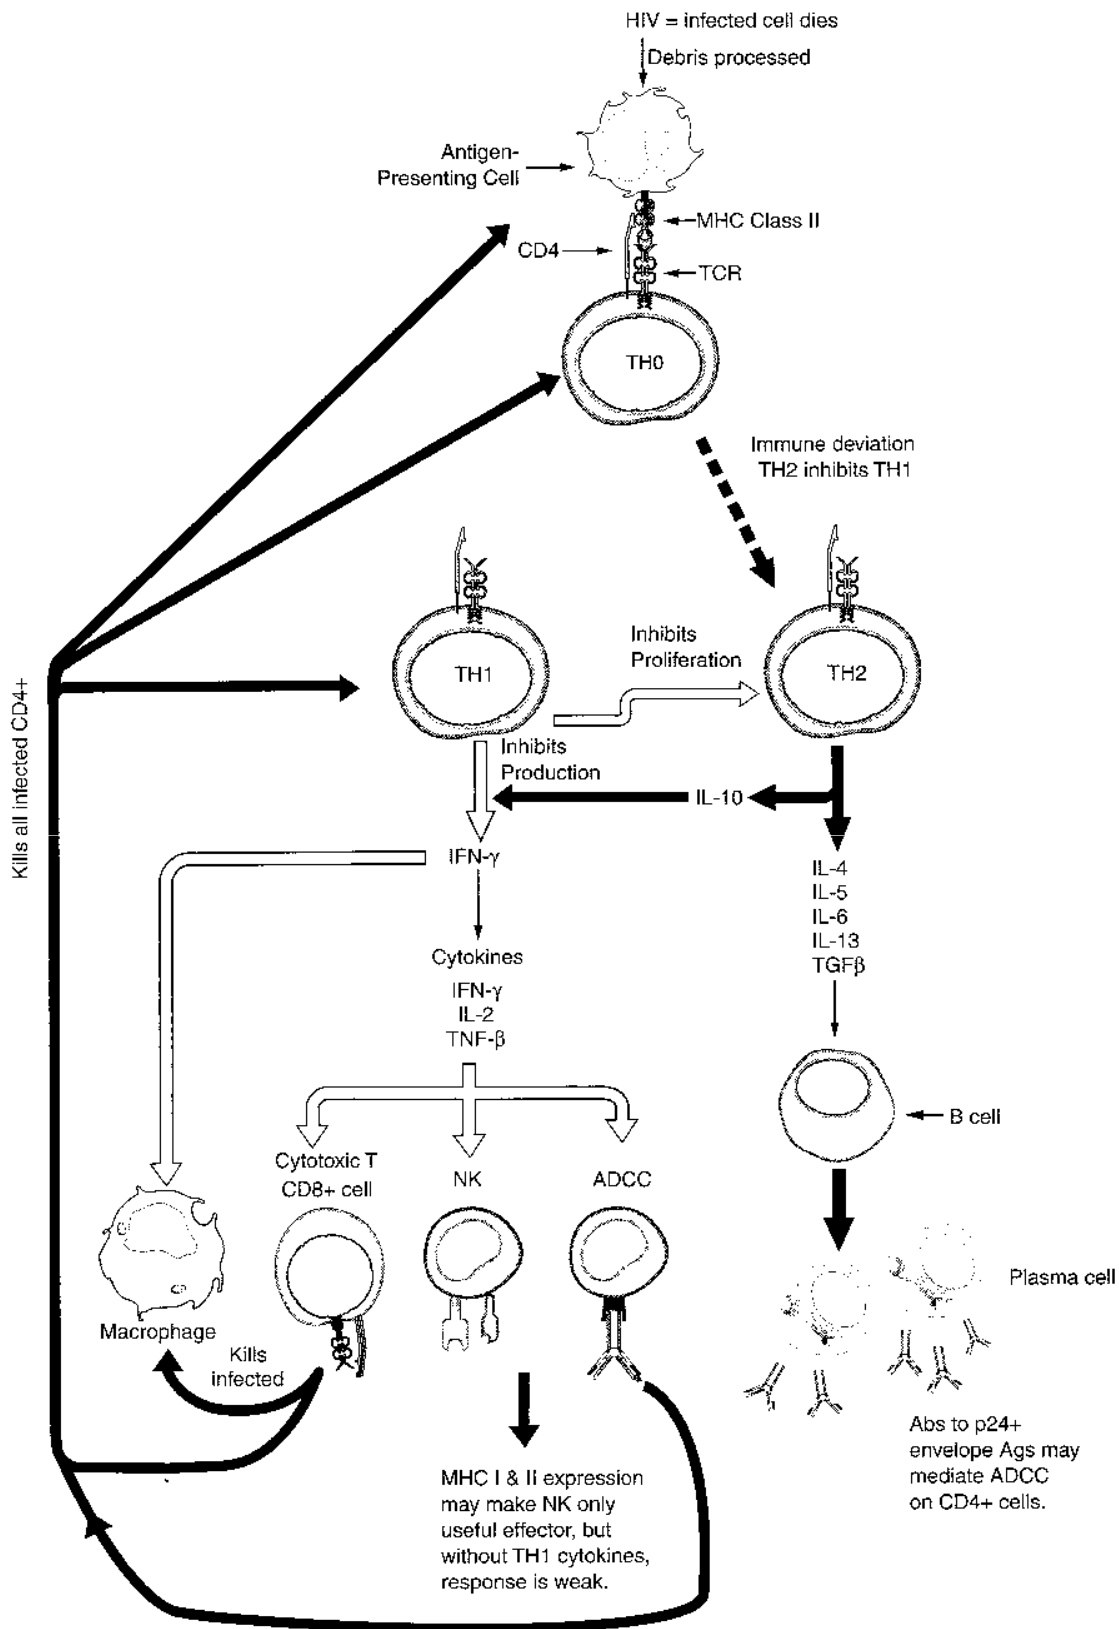 HIV = infected cell dies
Debris processed
Antigen-
Presenting Cell
MHC Class II
CD4
TCR
TH0
Immune deviation
TH2 inhibits TH1
TH1
Inhibits
Proliferation
TH2
Kills all infected CD4+
Inhibits
Production
IL-10
IFN-γ
IL-4
IL-5
IL-6
IL-13
TGFβ
Cytokines
IFN-γ
IL-2
TNF-β
B cell
Cytotoxic T
CD8+ cell
NK
ADCC
Plasma cell
Macrophage
Kills
infected
Abs to p24+
envelope Ags may
mediate ADCC
on CD4+ cells.
MHC I & II expression
may make NK only
useful effector, but
without TH1 cytokines,
response is weak.